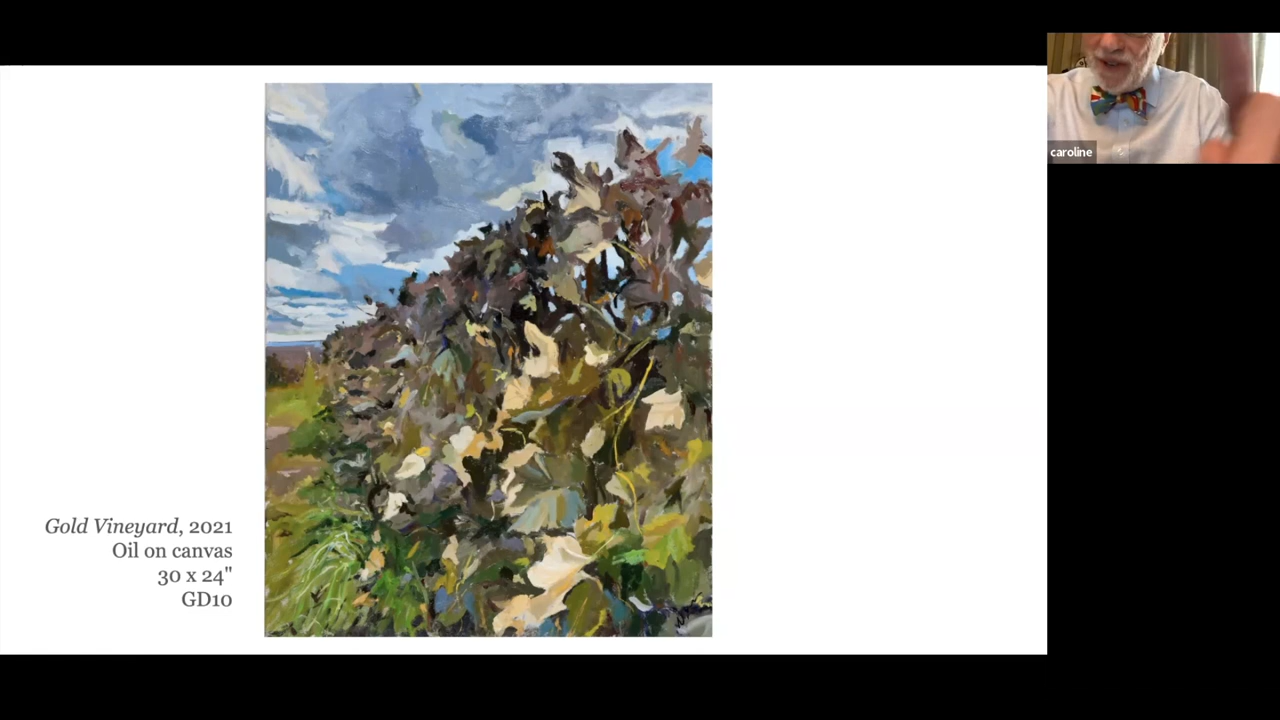 Gold Vineyard, 2021
Oil on canvas
30 x 24"
GD10
caroline